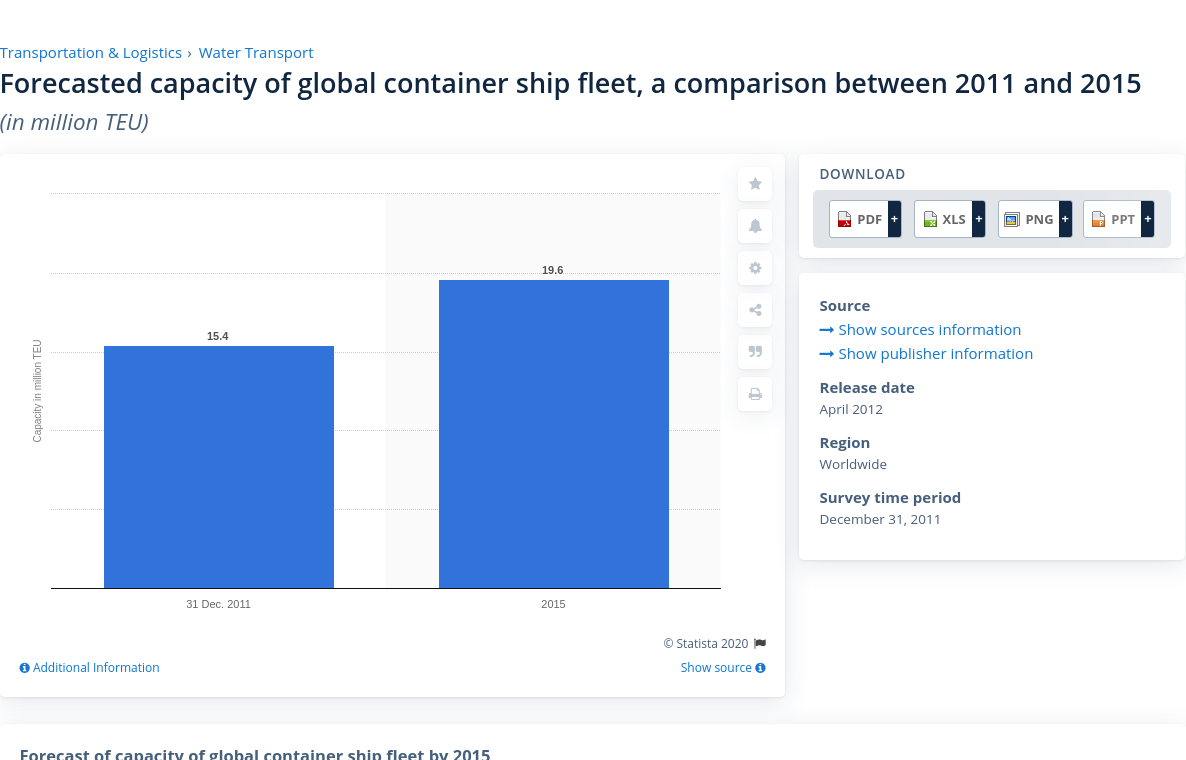 Transportation & Logistics › Water Transport
Forecasted capacity of global container ship fleet, a comparison between 2011 and 2015
(in million TEU)
Capacity in million TEU
15.4
19.6
31 Dec. 2011
2015
© Statista 2020
Additional Information
Show source
DOWNLOAD
PDF +
XLS +
PNG +
PPT +
Source
Show sources information
Show publisher information
Release date
April 2012
Region
Worldwide
Survey time period
December 31, 2011
Forecast of capacity of global container ship fleet by 2015